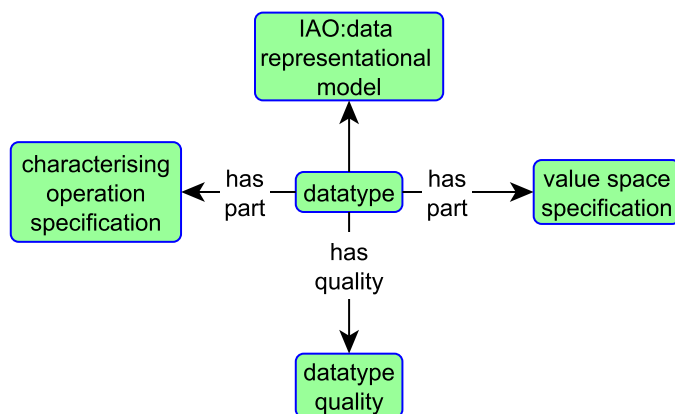 IAO:data
representational
model
characterising
operation
specification
has
part
datatype
has
part
value space
specification
has
quality
datatype
quality